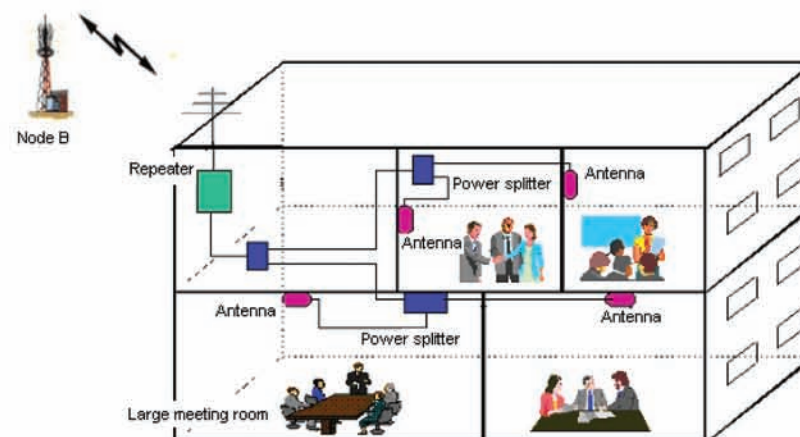 Node B
Repeater
Power splitter
Antenna
Antenna
Antenna
Power splitter
Antenna
Large meeting room